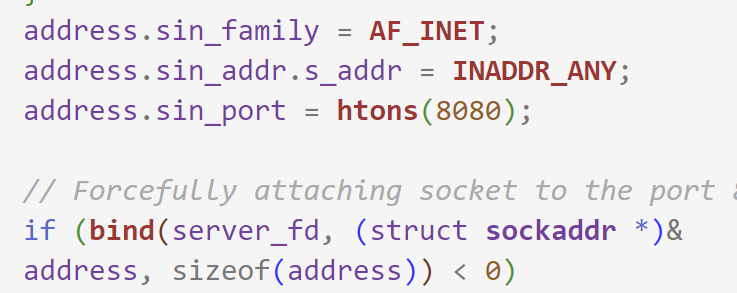 address.sin_family = AF_INET;
address.sin_addr.s_addr = INADDR_ANY;
address.sin_port = htons(8080);
// Forcefully attaching socket to the port
if (bind(server_fd, (struct sockaddr *)&
address, sizeof(address)) < 0)